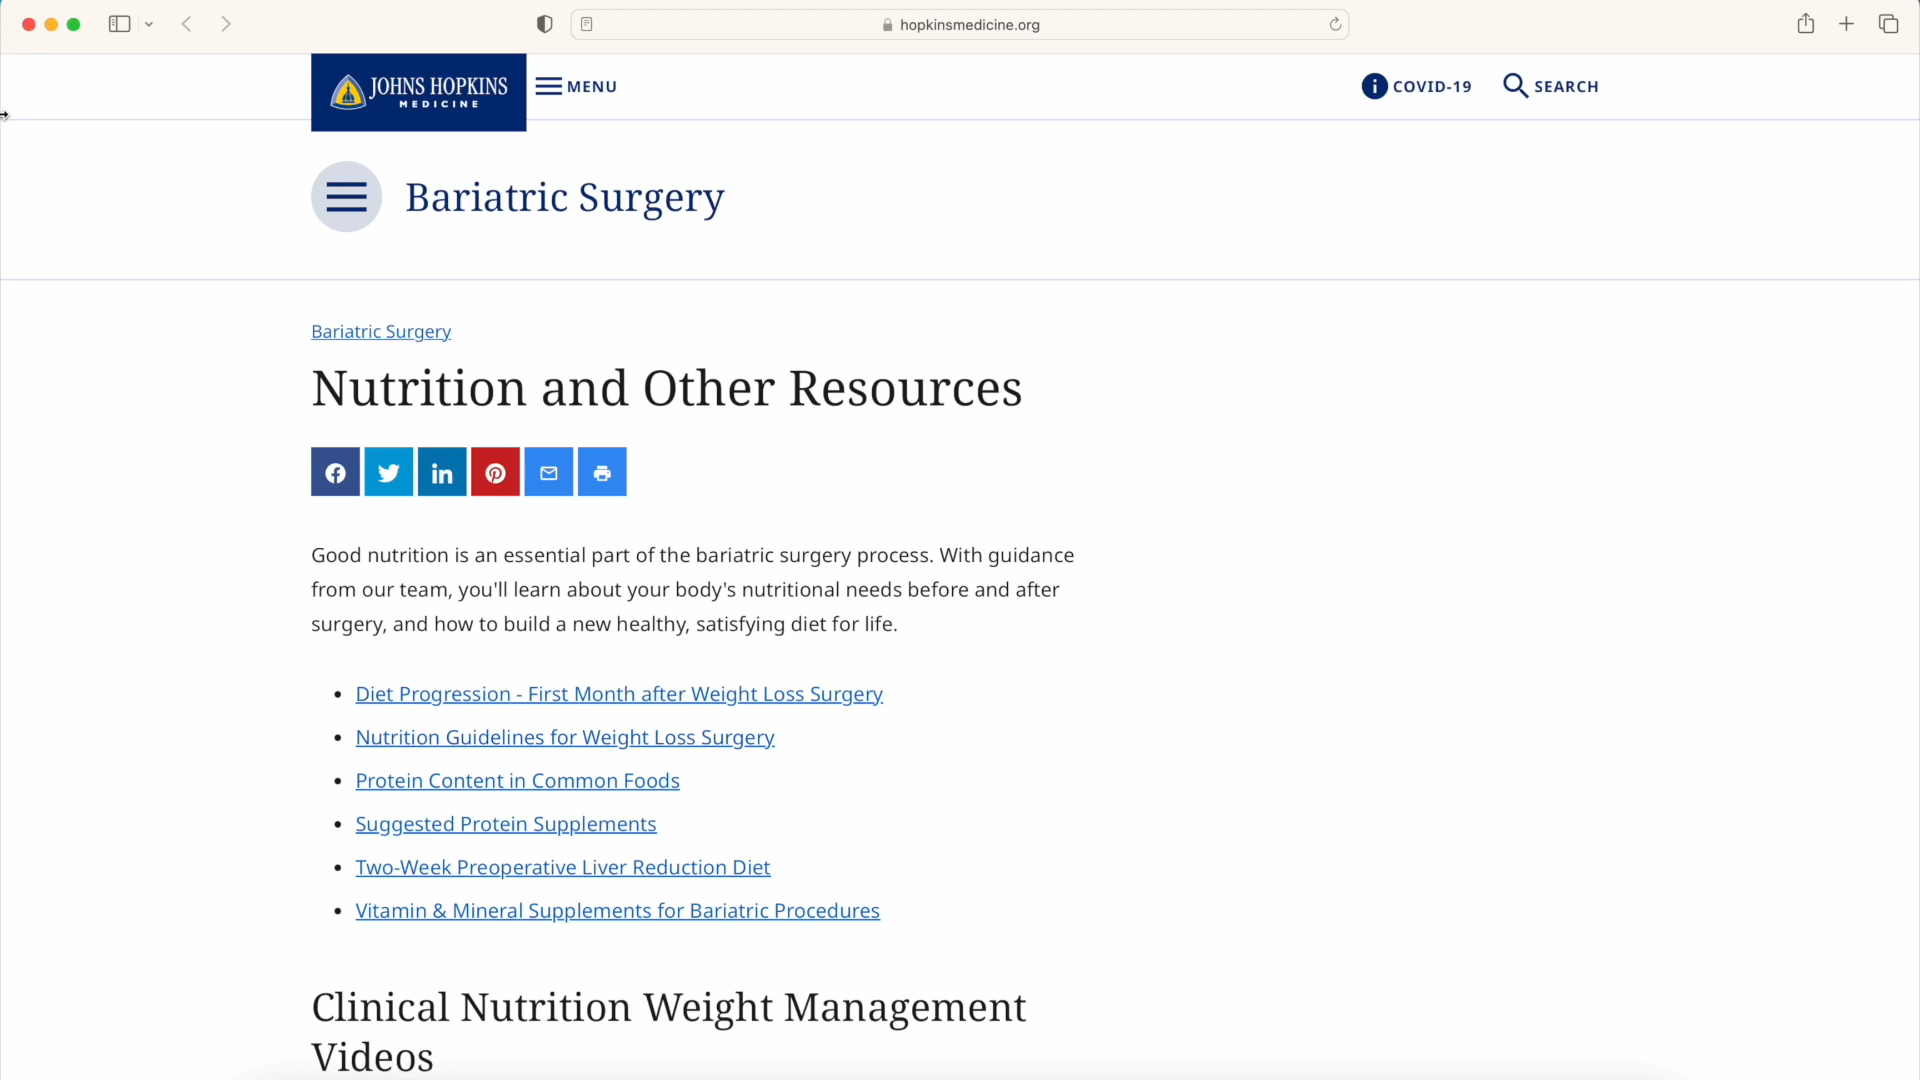 hopkinsmedicine.org
JOHNS HOPKINS
MEDICINE
MENU
COVID-19
SEARCH
Bariatric Surgery
Bariatric Surgery
Nutrition and Other Resources
Good nutrition is an essential part of the bariatric surgery process. With guidance
from our team, you'll learn about your body's nutritional needs before and after
surgery, and how to build a new healthy, satisfying diet for life.
• Diet Progression - First Month after Weight Loss Surgery
• Nutrition Guidelines for Weight Loss Surgery
• Protein Content in Common Foods
• Suggested Protein Supplements
• Two-Week Preoperative Liver Reduction Diet
• Vitamin & Mineral Supplements for Bariatric Procedures
Clinical Nutrition Weight Management
Videos